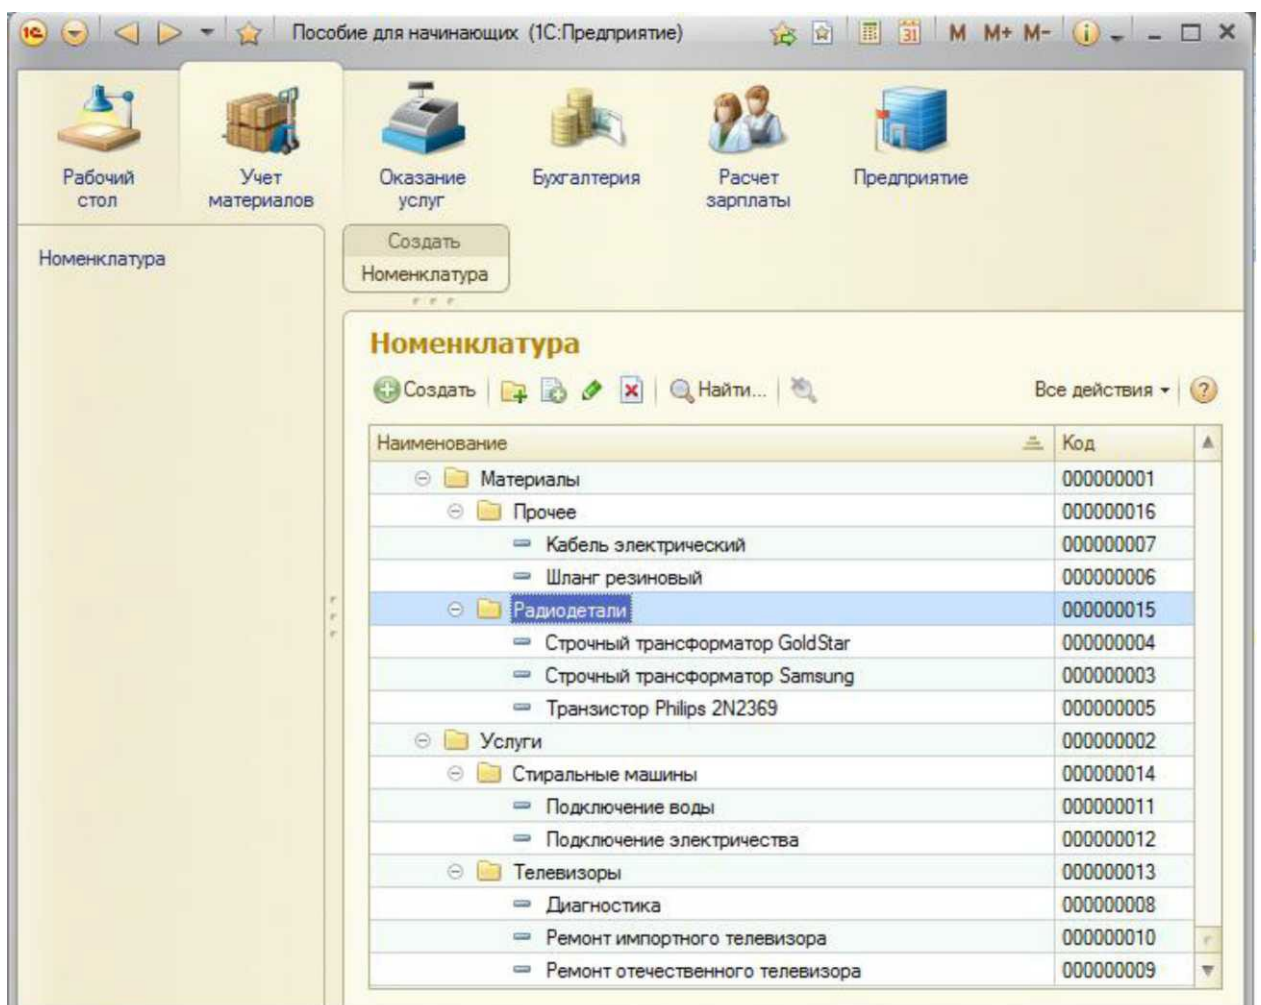 1С Пособие для начинающих (1С:Предприятие) 31 M M+ M-
Рабочий стол
Учет материалов
Оказание услуг
Бухгалтерия
Расчет зарплаты
Предприятие
Номенклатура
Создать
Номенклатура
Номенклатура
Создать Найти... Все действия ?
Наименование Код
Материалы 000000001
Прочее 000000016
Кабель электрический 000000007
Шланг резиновый 000000006
Радиодетали 000000015
Строчный трансформатор GoldStar 000000004
Строчный трансформатор Samsung 000000003
Транзистор Philips 2N2369 000000005
Услуги 000000002
Стиральные машины 000000014
Подключение воды 000000011
Подключение электричества 000000012
Телевизоры 000000013
Диагностика 000000008
Ремонт импортного телевизора 000000010
Ремонт отечественного телевизора 000000009